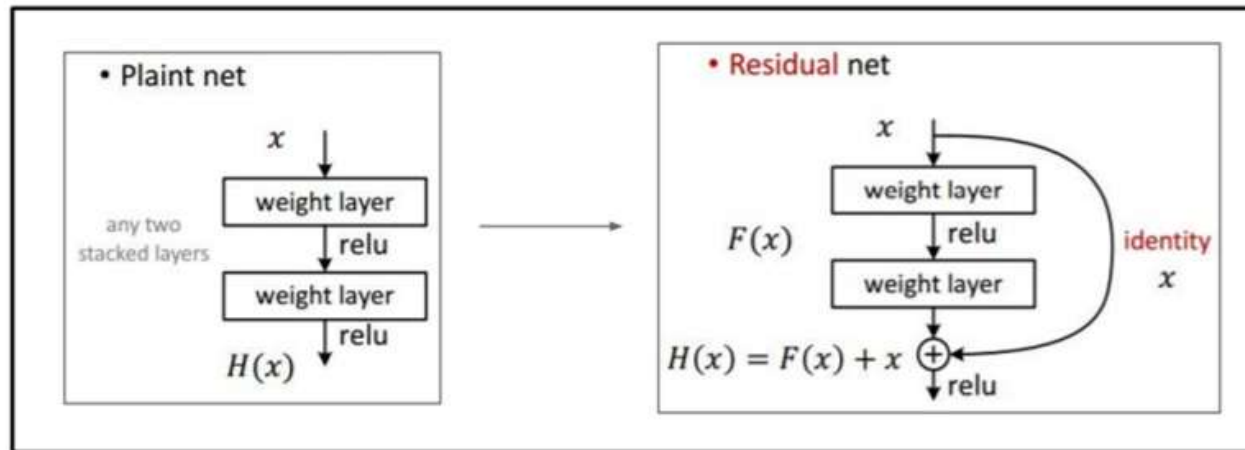 • Plaint net
x
weight layer
any two
stacked layers
relu
weight layer
relu
H(x)
• Residual net
x
weight layer
relu
F(x)
identity
x
weight layer
H(x) = F(x) + x
relu